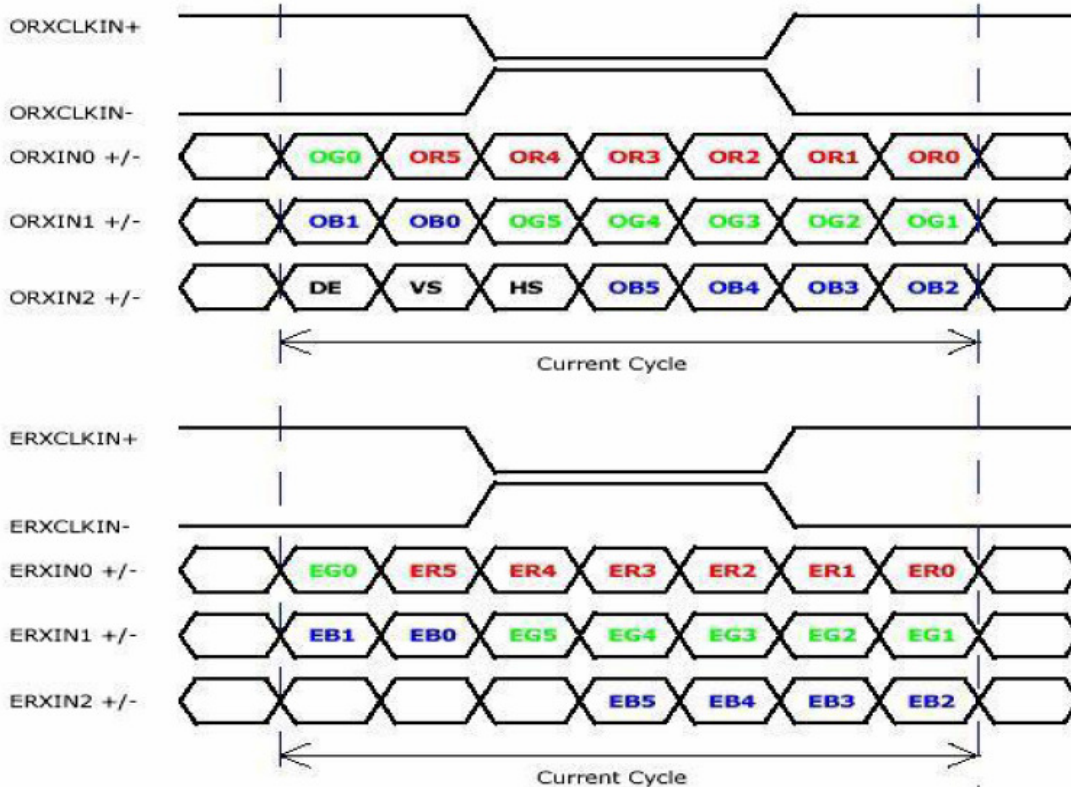 ORXCLKIN+
ORXCLKIN-
ORXIN0 +/- OG0 OR5 OR4 OR3 OR2 OR1 OR0
ORXIN1 +/- OB1 OB0 OG5 OG4 OG3 OG2 OG1
ORXIN2 +/- DE VS HS OB5 OB4 OB3 OB2
Current Cycle
ERXCLKIN+
ERXCLKIN-
ERXIN0 +/- EG0 ER5 ER4 ER3 ER2 ER1 ER0
ERXIN1 +/- EB1 EB0 EG5 EG4 EG3 EG2 EG1
ERXIN2 +/- EB5 EB4 EB3 EB2
Current Cycle